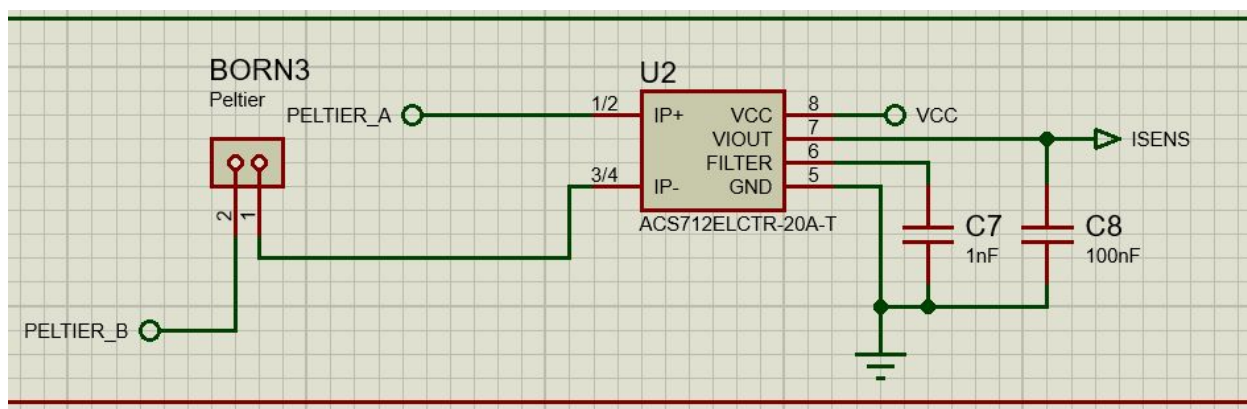 BORN3
Peltier
2
1
PELTIER_A
PELTIER_B
U2
1/2
IP+
3/4
IP-
VCC
8
VCC
VIOUT
7
ISENS
FILTER
6
GND
5
ACS712ELCTR-20A-T
C7
1nF
C8
100nF